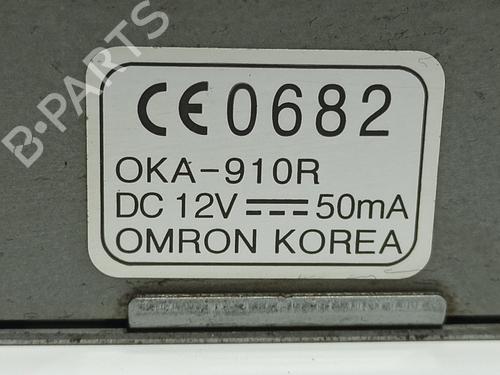 B-PARTS
CE 0682
OKA-910R
DC 12V ⎓ 50mA
OMRON KOREA